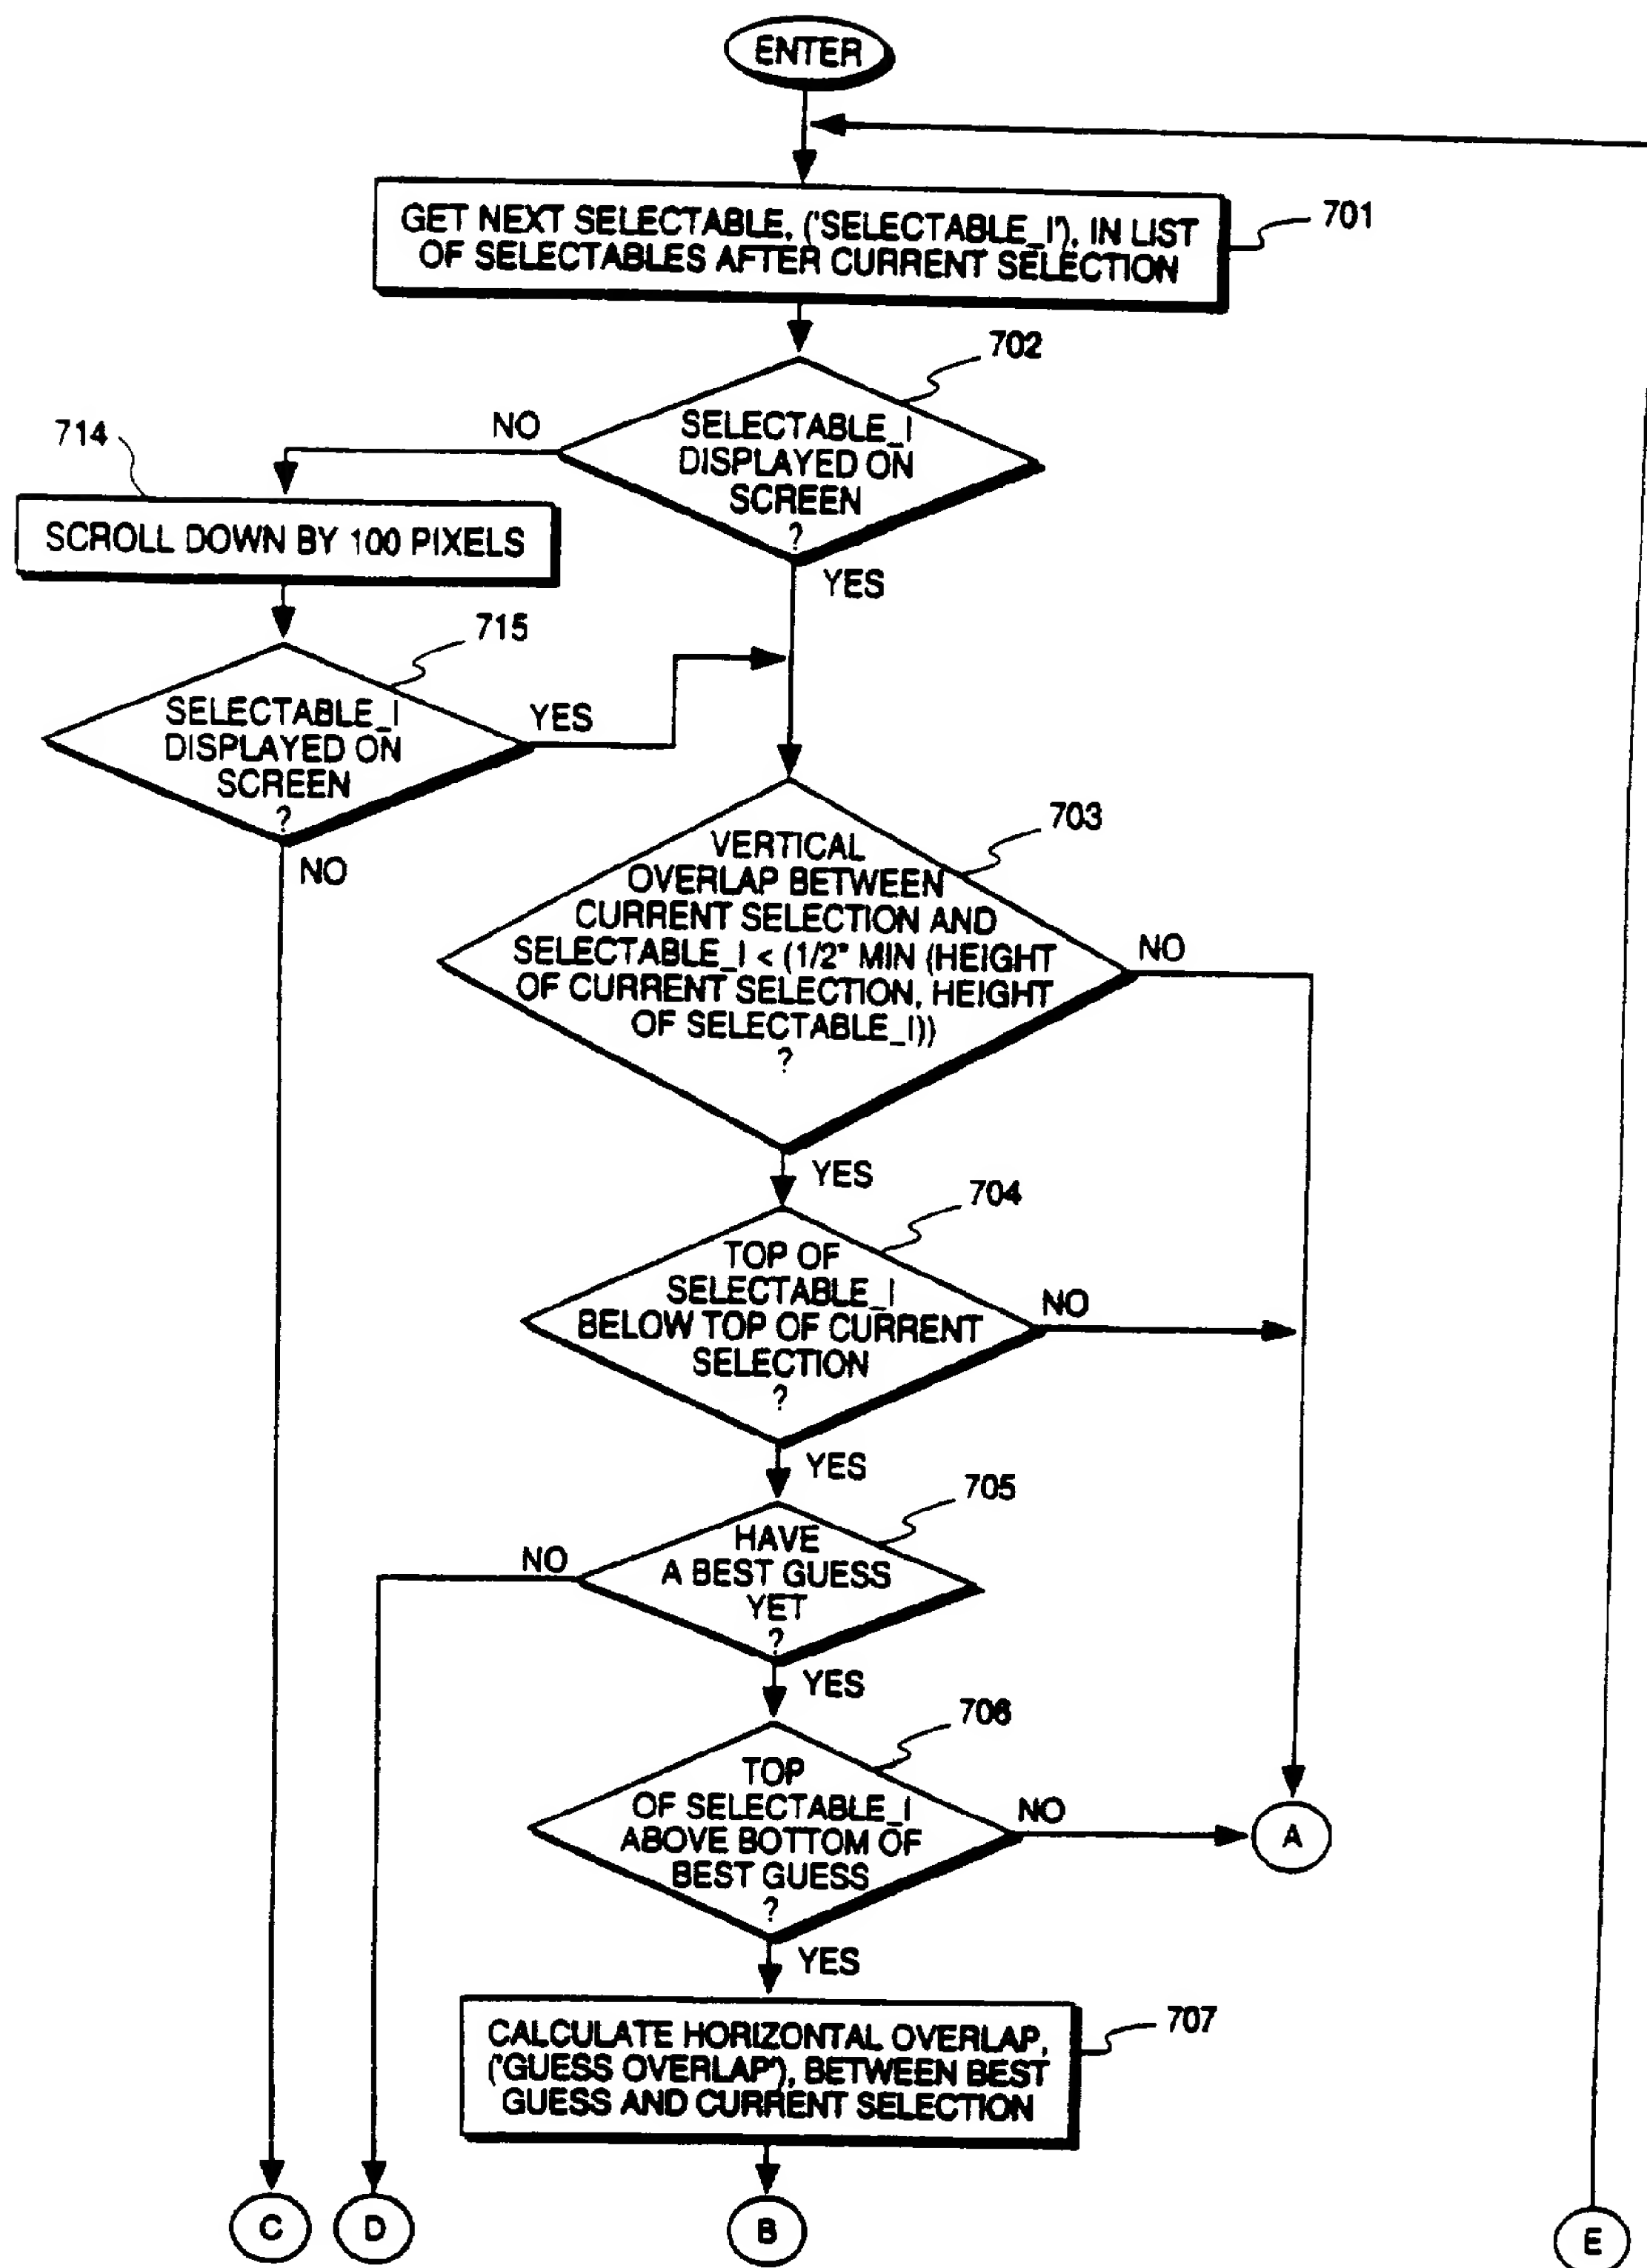 ENTER
GET NEXT SELECTABLE, ('SELECTABLE_I'), IN LIST
OF SELECTABLES AFTER CURRENT SELECTION
701
702
SELECTABLE_I
DISPLAYED ON
SCREEN
?
NO
YES
714
SCROLL DOWN BY 100 PIXELS
715
SELECTABLE_I
DISPLAYED ON
SCREEN
?
YES
NO
703
VERTICAL
OVERLAP BETWEEN
CURRENT SELECTION AND
SELECTABLE_I < (1/2* MIN (HEIGHT
OF CURRENT SELECTION, HEIGHT
OF SELECTABLE_I))
?
NO
YES
704
TOP OF
SELECTABLE_I
BELOW TOP OF CURRENT
SELECTION
?
NO
YES
705
HAVE
A BEST GUESS
YET
?
NO
YES
706
TOP
OF SELECTABLE_I
ABOVE BOTTOM OF
BEST GUESS
?
NO
A
YES
707
CALCULATE HORIZONTAL OVERLAP,
('GUESS OVERLAP'), BETWEEN BEST
GUESS AND CURRENT SELECTION
C
D
B
E